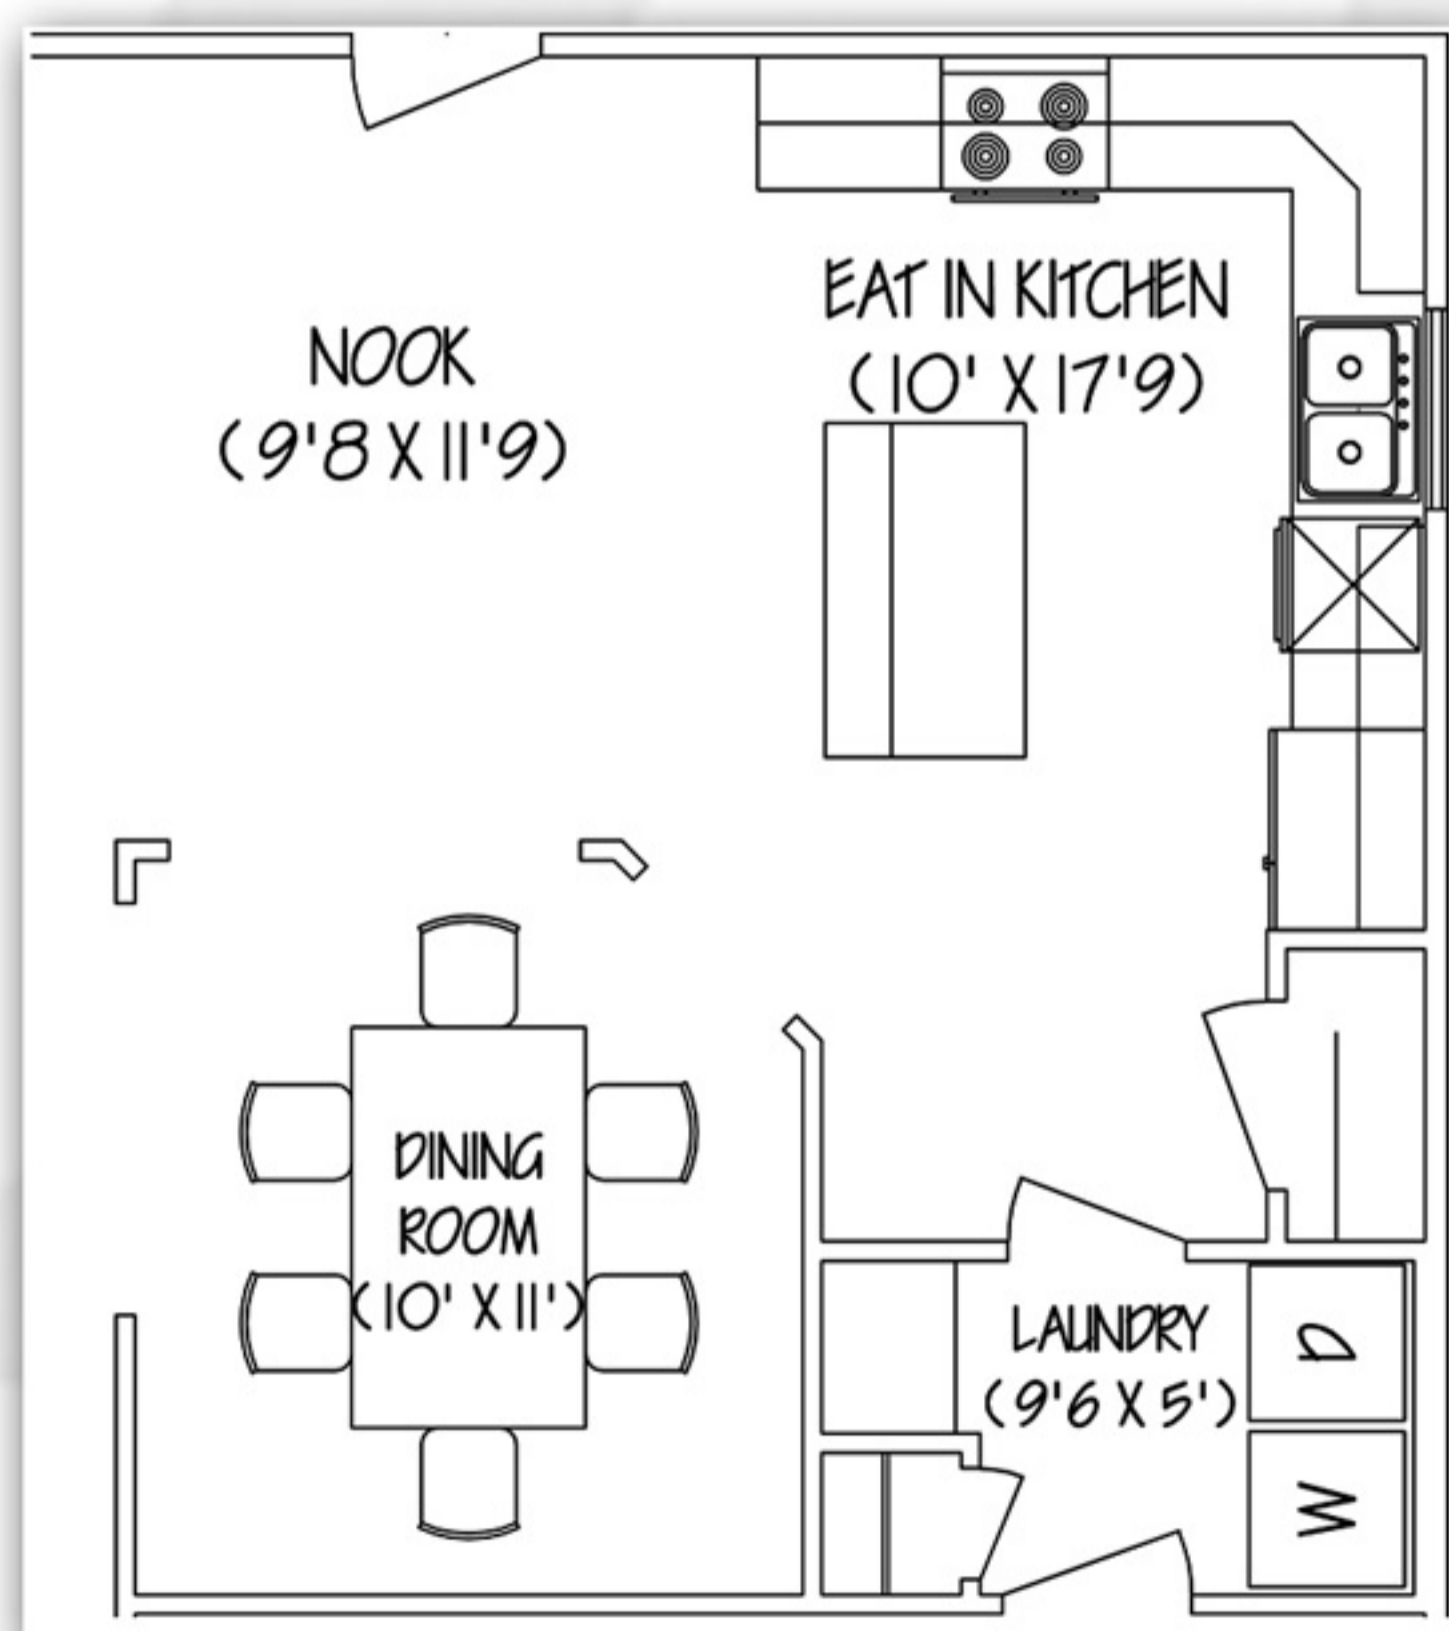 EAT IN KITCHEN
(10' X 17'9)
NOOK
(9'8 X 11'9)
DINING
ROOM
(10' X 11')
LAUNDRY
(9'6 X 5')
D
W